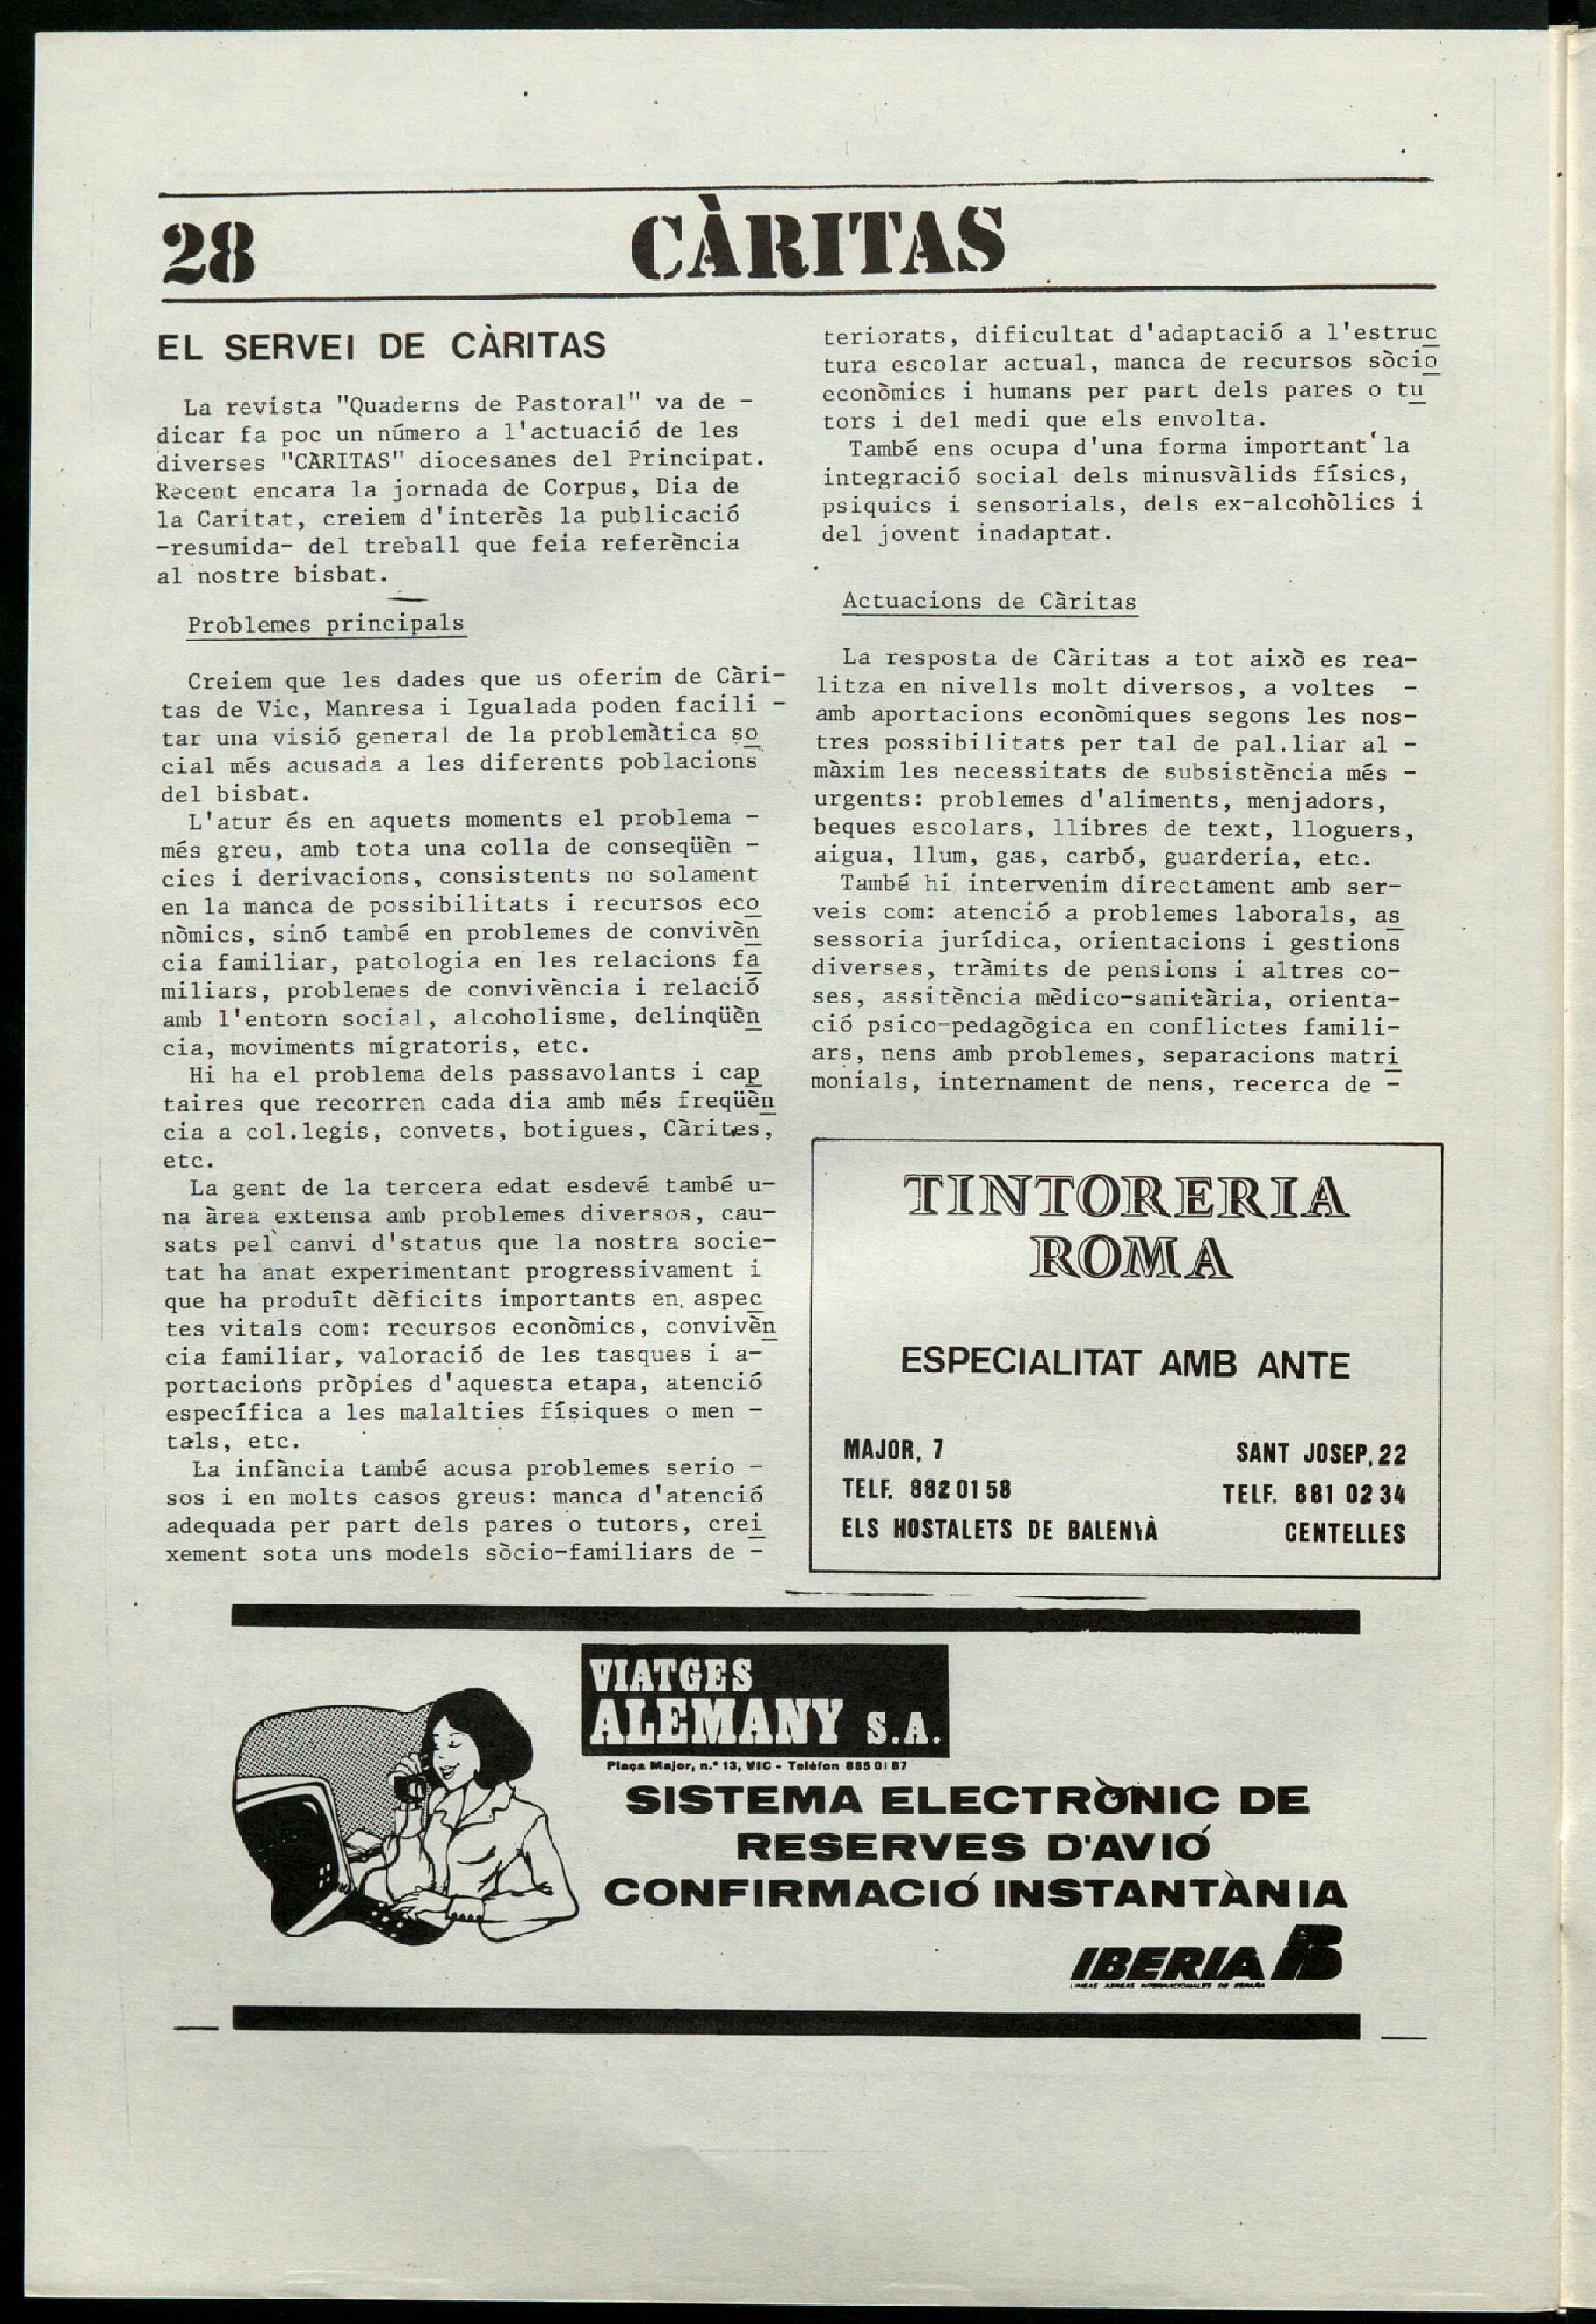 28
CÀRITAS
EL SERVEI DE CÀRITAS
La revista "Quaderns de Pastoral" va de -
dicar fa poc un número a l'actuació de les
diverses "CARITAS" diocesanes del Principat.
Recent encara la jornada de Corpus, Dia de
la Caritat, creiem d'interès la publicació
-resumida- del treball que feia referència
al nostre bisbat.
Problemes principals
Creiem que les dades que us oferim de Càri-
tas de Vic, Manresa i Igualada poden facili -
tar una visió general de la problemàtica so
cial més acusada a les diferents poblacions
del bisbat.
L'atur és en aquets moments el problema -
més greu, amb tota una colla de conseqüèn -
cies i derivacions, consistents no solament
en la manca de possibilitats i recursos eco
nòmics, sinó també en problemes de convivèn
cia familiar, patologia en les relacions fa
miliars, problemes de convivència i relació
amb l'entorn social, alcoholisme, delinqüèn
cia, moviments migratoris, etc.
Hi ha el problema dels passavolants i cap
taires que recorren cada dia amb més freqüèn
cia a col.legis, convets, botigues, Càrites,
etc.
La gent de la tercera edat esdevé també u-
na àrea extensa amb problemes diversos, cau-
sats pel canvi d'status que la nostra socie-
tat ha anat experimentant progressivament i
que ha produït dèficits importants en aspec
tes vitals com: recursos econòmics, convivèn
cia familiar, valoració de les tasques i a-
portacions pròpies d'aquesta etapa, atenció
específica a les malalties físiques o men -
tals, etc.
La infància també acusa problemes serio -
sos i en molts casos greus: manca d'atenció
adequada per part dels pares o tutors, crei
xement sota uns models sòcio-familiars de -
teriorats, dificultat d'adaptació a l'estruc
tura escolar actual, manca de recursos sòcio
econòmics i humans per part dels pares o tu
tors i del medi que els envolta.
També ens ocupa d'una forma important la
integració social dels minusvàlids físics,
psiquics i sensorials, dels ex-alcohòlics i
del jovent inadaptat.
Actuacions de Càritas
La resposta de Càritas a tot això es rea-
litza en nivells molt diversos, a voltes -
amb aportacions econòmiques segons les nos-
tres possibilitats per tal de pal.liar al -
màxim les necessitats de subsistència més -
urgents: problemes d'aliments, menjadors,
beques escolars, llibres de text, lloguers,
aigua, llum, gas, carbó, guarderia, etc.
També hi intervenim directament amb ser-
veis com: atenció a problemes laborals, as
sessoria jurídica, orientacions i gestions
diverses, tràmits de pensions i altres co-
ses, assitència mèdico-sanitària, orienta-
ció psico-pedagògica en conflictes famili-
ars, nens amb problemes, separacions matri
monials, internament de nens, recerca de -
TINTORERIA
ROMA
ESPECIALITAT AMB ANTE
MAJOR, 7
TELF. 882 01 58
ELS HOSTALETS DE BALENYÀ
SANT JOSEP, 22
TELF. 881 02 34
CENTELLES
VIATGES
ALEMANY S.A.
Plaça Major, n.º 13, VIC - Telèfon 885 01 87
SISTEMA ELECTRÒNIC DE
RESERVES D'AVIÓ
CONFIRMACIÓ INSTANTÀNIA
IBERIA
LINEAS AEREAS INTERNACIONALES DE ESPAÑA